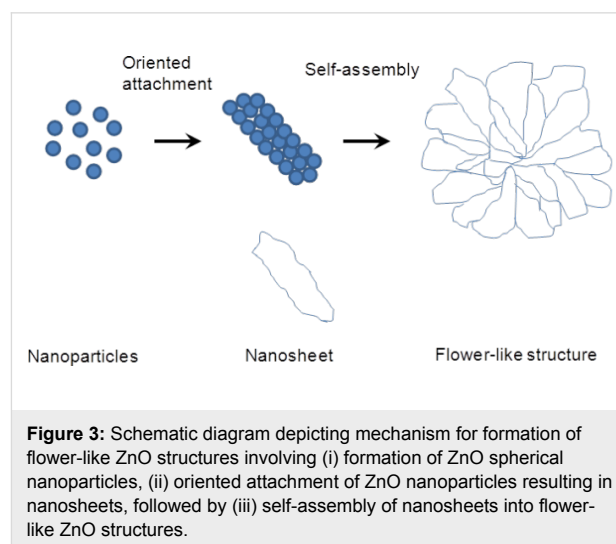 Oriented attachment
Self-assembly
Nanoparticles
Nanosheet
Flower-like structure
Figure 3: Schematic diagram depicting mechanism for formation of
flower-like ZnO structures involving (i) formation of ZnO spherical
nanoparticles, (ii) oriented attachment of ZnO nanoparticles resulting in
nanosheets, followed by (iii) self-assembly of nanosheets into flower-
like ZnO structures.